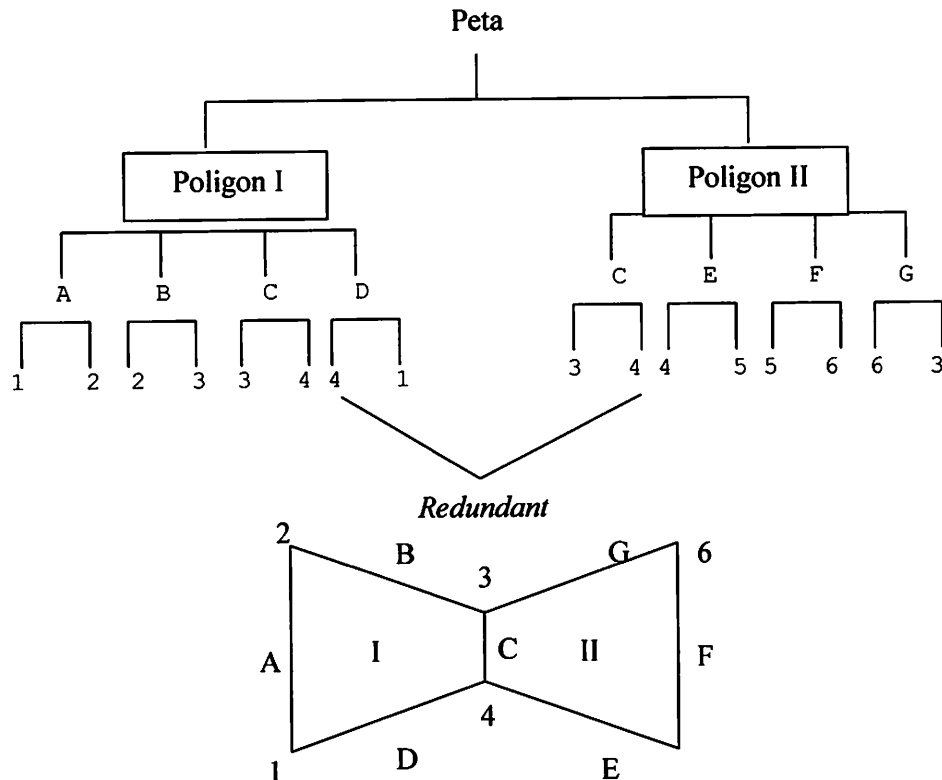 Peta
Poligon I Poligon II
A B C D C E F G
1 2 2 3 3 4 4 1 3 4 4 5 5 6 6 3
Redundant
2 B 3 G 6
A I C II F
1 D 4 E